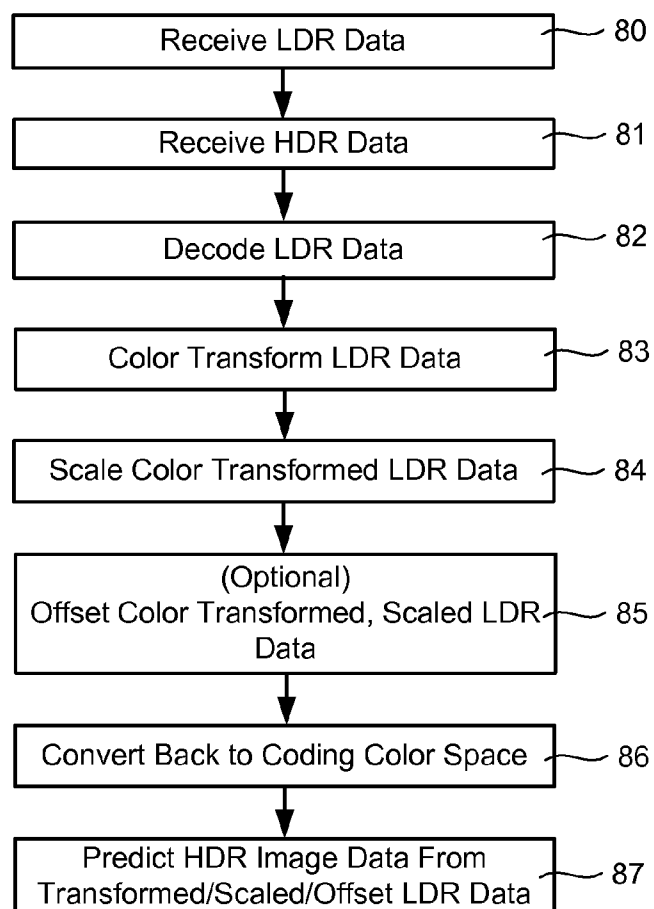 Receive LDR Data 80
Receive HDR Data 81
Decode LDR Data 82
Color Transform LDR Data 83
Scale Color Transformed LDR Data 84
(Optional)
Offset Color Transformed, Scaled LDR 85
Data
Convert Back to Coding Color Space 86
Predict HDR Image Data From
Transformed/Scaled/Offset LDR Data 87